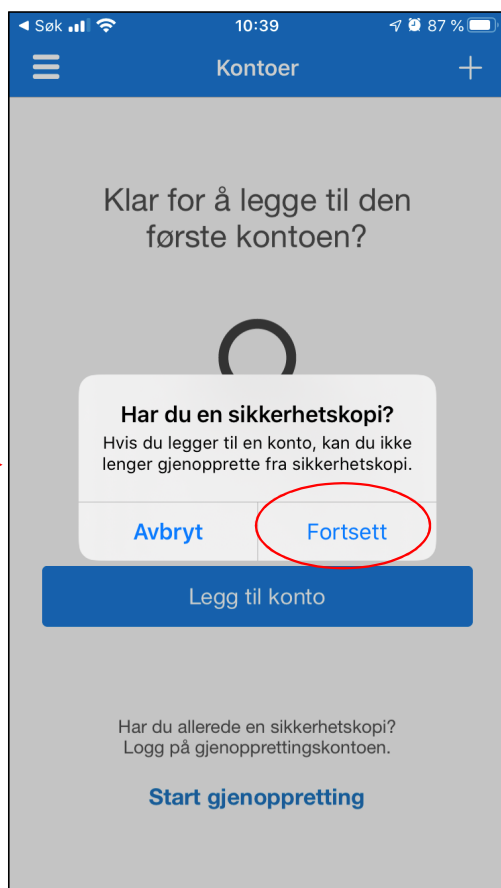 ◀ Søk 10:39 87 %
Kontoer
Klar for å legge til den
første kontoen?
Har du en sikkerhetskopi?
Hvis du legger til en konto, kan du ikke
lenger gjenopprette fra sikkerhetskopi.
Avbryt Fortsett
Legg til konto
Har du allerede en sikkerhetskopi?
Logg på gjenopprettingskontoen.
Start gjenoppretting